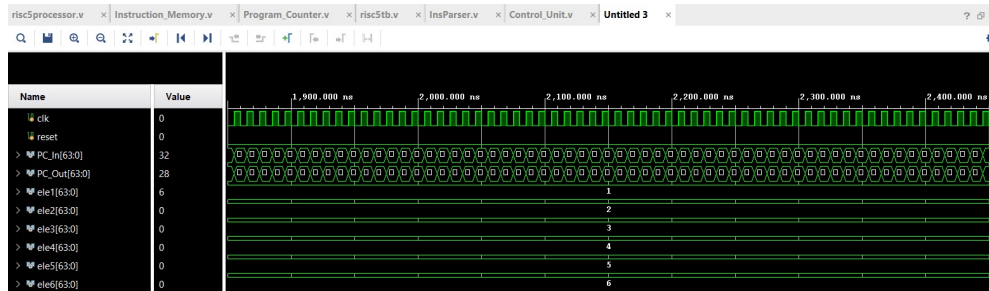 risc5processor.v × Instruction_Memory.v × Program_Counter.v × risc5tb.v × InsParser.v × Control_Unit.v × Untitled 3 ×
Name Value 1,900.000 ns 2,000.000 ns 2,100.000 ns 2,200.000 ns 2,300.000 ns 2,400.000 ns
clk 0
reset 0
PC_In[63:0] 32
PC_Out[63:0] 28
ele1[63:0] 6 1
ele2[63:0] 0 2
ele3[63:0] 0 3
ele4[63:0] 0 4
ele5[63:0] 0 5
ele6[63:0] 0 6